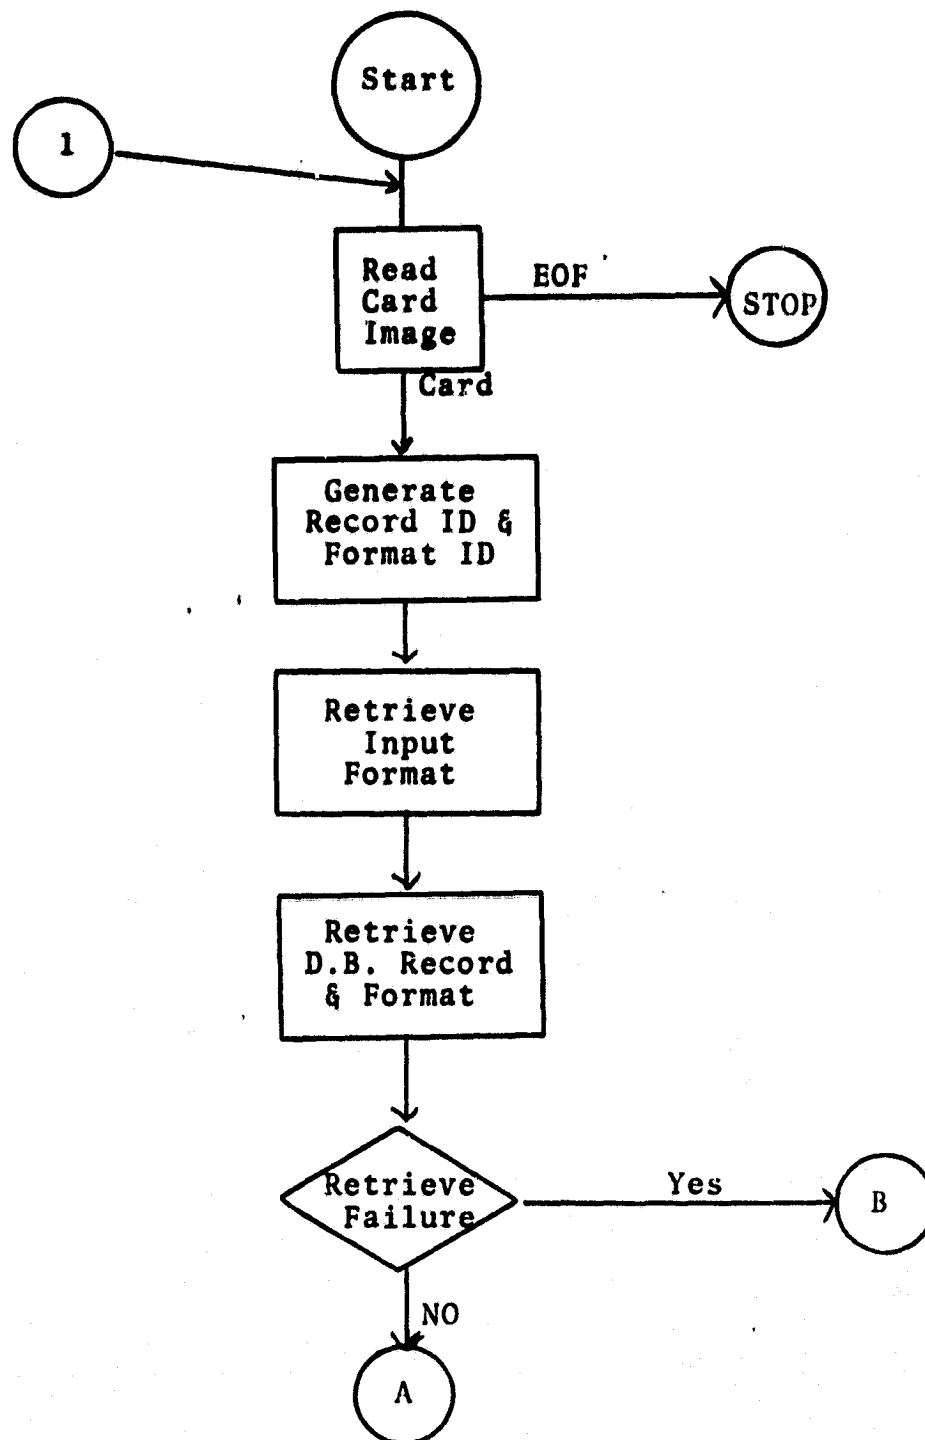 Start
1
Read
Card
Image
EOF
STOP
Card
Generate
Record ID &
Format ID
Retrieve
Input
Format
Retrieve
D.B. Record
& Format
Retrieve
Failure
Yes
B
NO
A